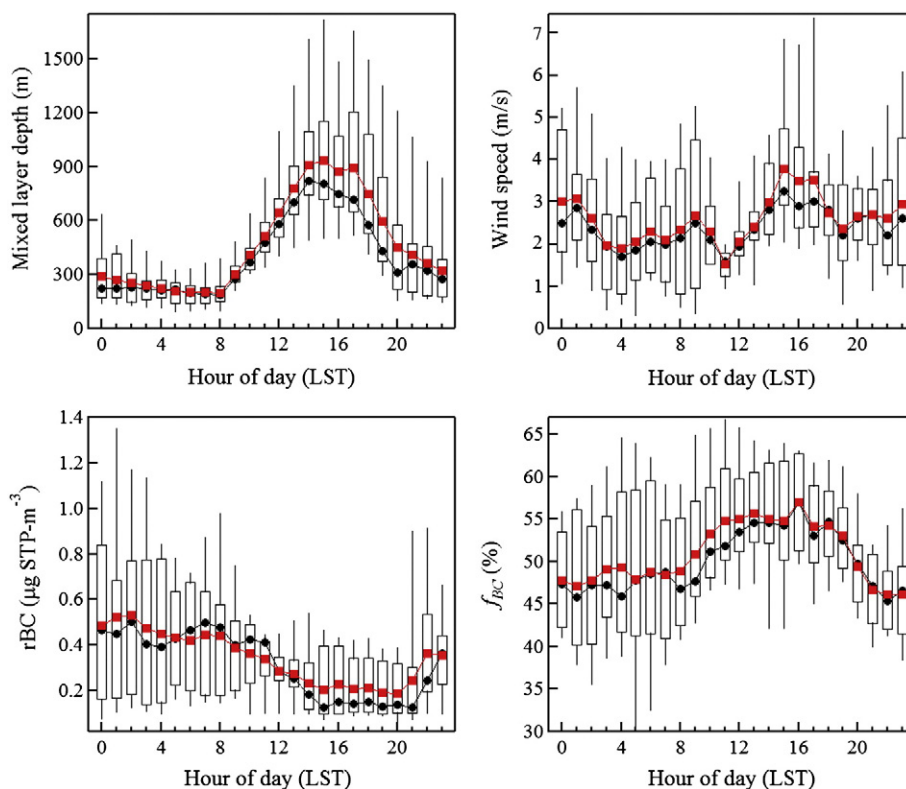 Mixed layer depth (m)
1500
1200
900
600
300
0
0 4 8 12 16 20
Hour of day (LST)
Wind speed (m/s)
7
6
5
4
3
2
1
0
0 4 8 12 16 20
Hour of day (LST)
rBC (μg STP-m⁻³)
1.4
1.2
1.0
0.8
0.6
0.4
0.2
0 4 8 12 16 20
Hour of day (LST)
f_BC (%)
65
60
55
50
45
40
35
30
0 4 8 12 16 20
Hour of day (LST)